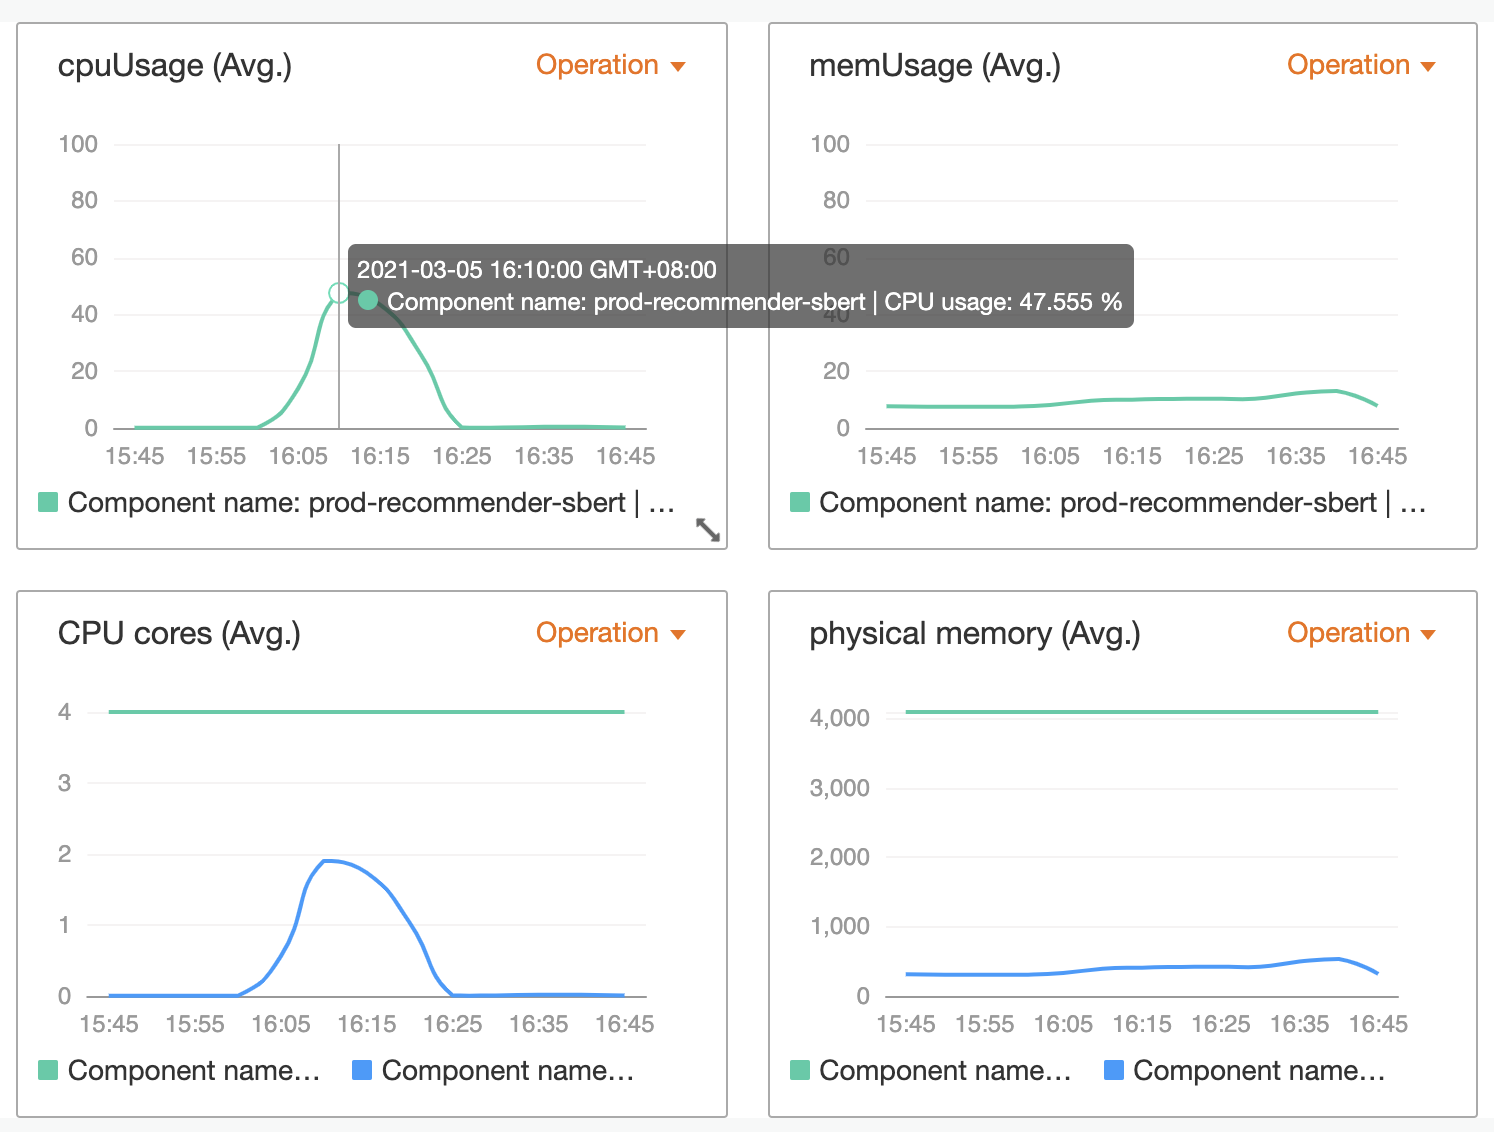 cpuUsage (Avg.)
Operation
100
80
60
40
20
0
15:45 15:55 16:05 16:15 16:25 16:35 16:45
2021-03-05 16:10:00 GMT+08:00
Component name: prod-recommender-sbert | CPU usage: 47.555 %
Component name: prod-recommender-sbert | ...
memUsage (Avg.)
Operation
100
80
60
40
20
0
15:45 15:55 16:05 16:15 16:25 16:35 16:45
Component name: prod-recommender-sbert | ...
CPU cores (Avg.)
Operation
4
3
2
1
0
15:45 15:55 16:05 16:15 16:25 16:35 16:45
Component name... Component name...
physical memory (Avg.)
Operation
4,000
3,000
2,000
1,000
0
15:45 15:55 16:05 16:15 16:25 16:35 16:45
Component name... Component name...